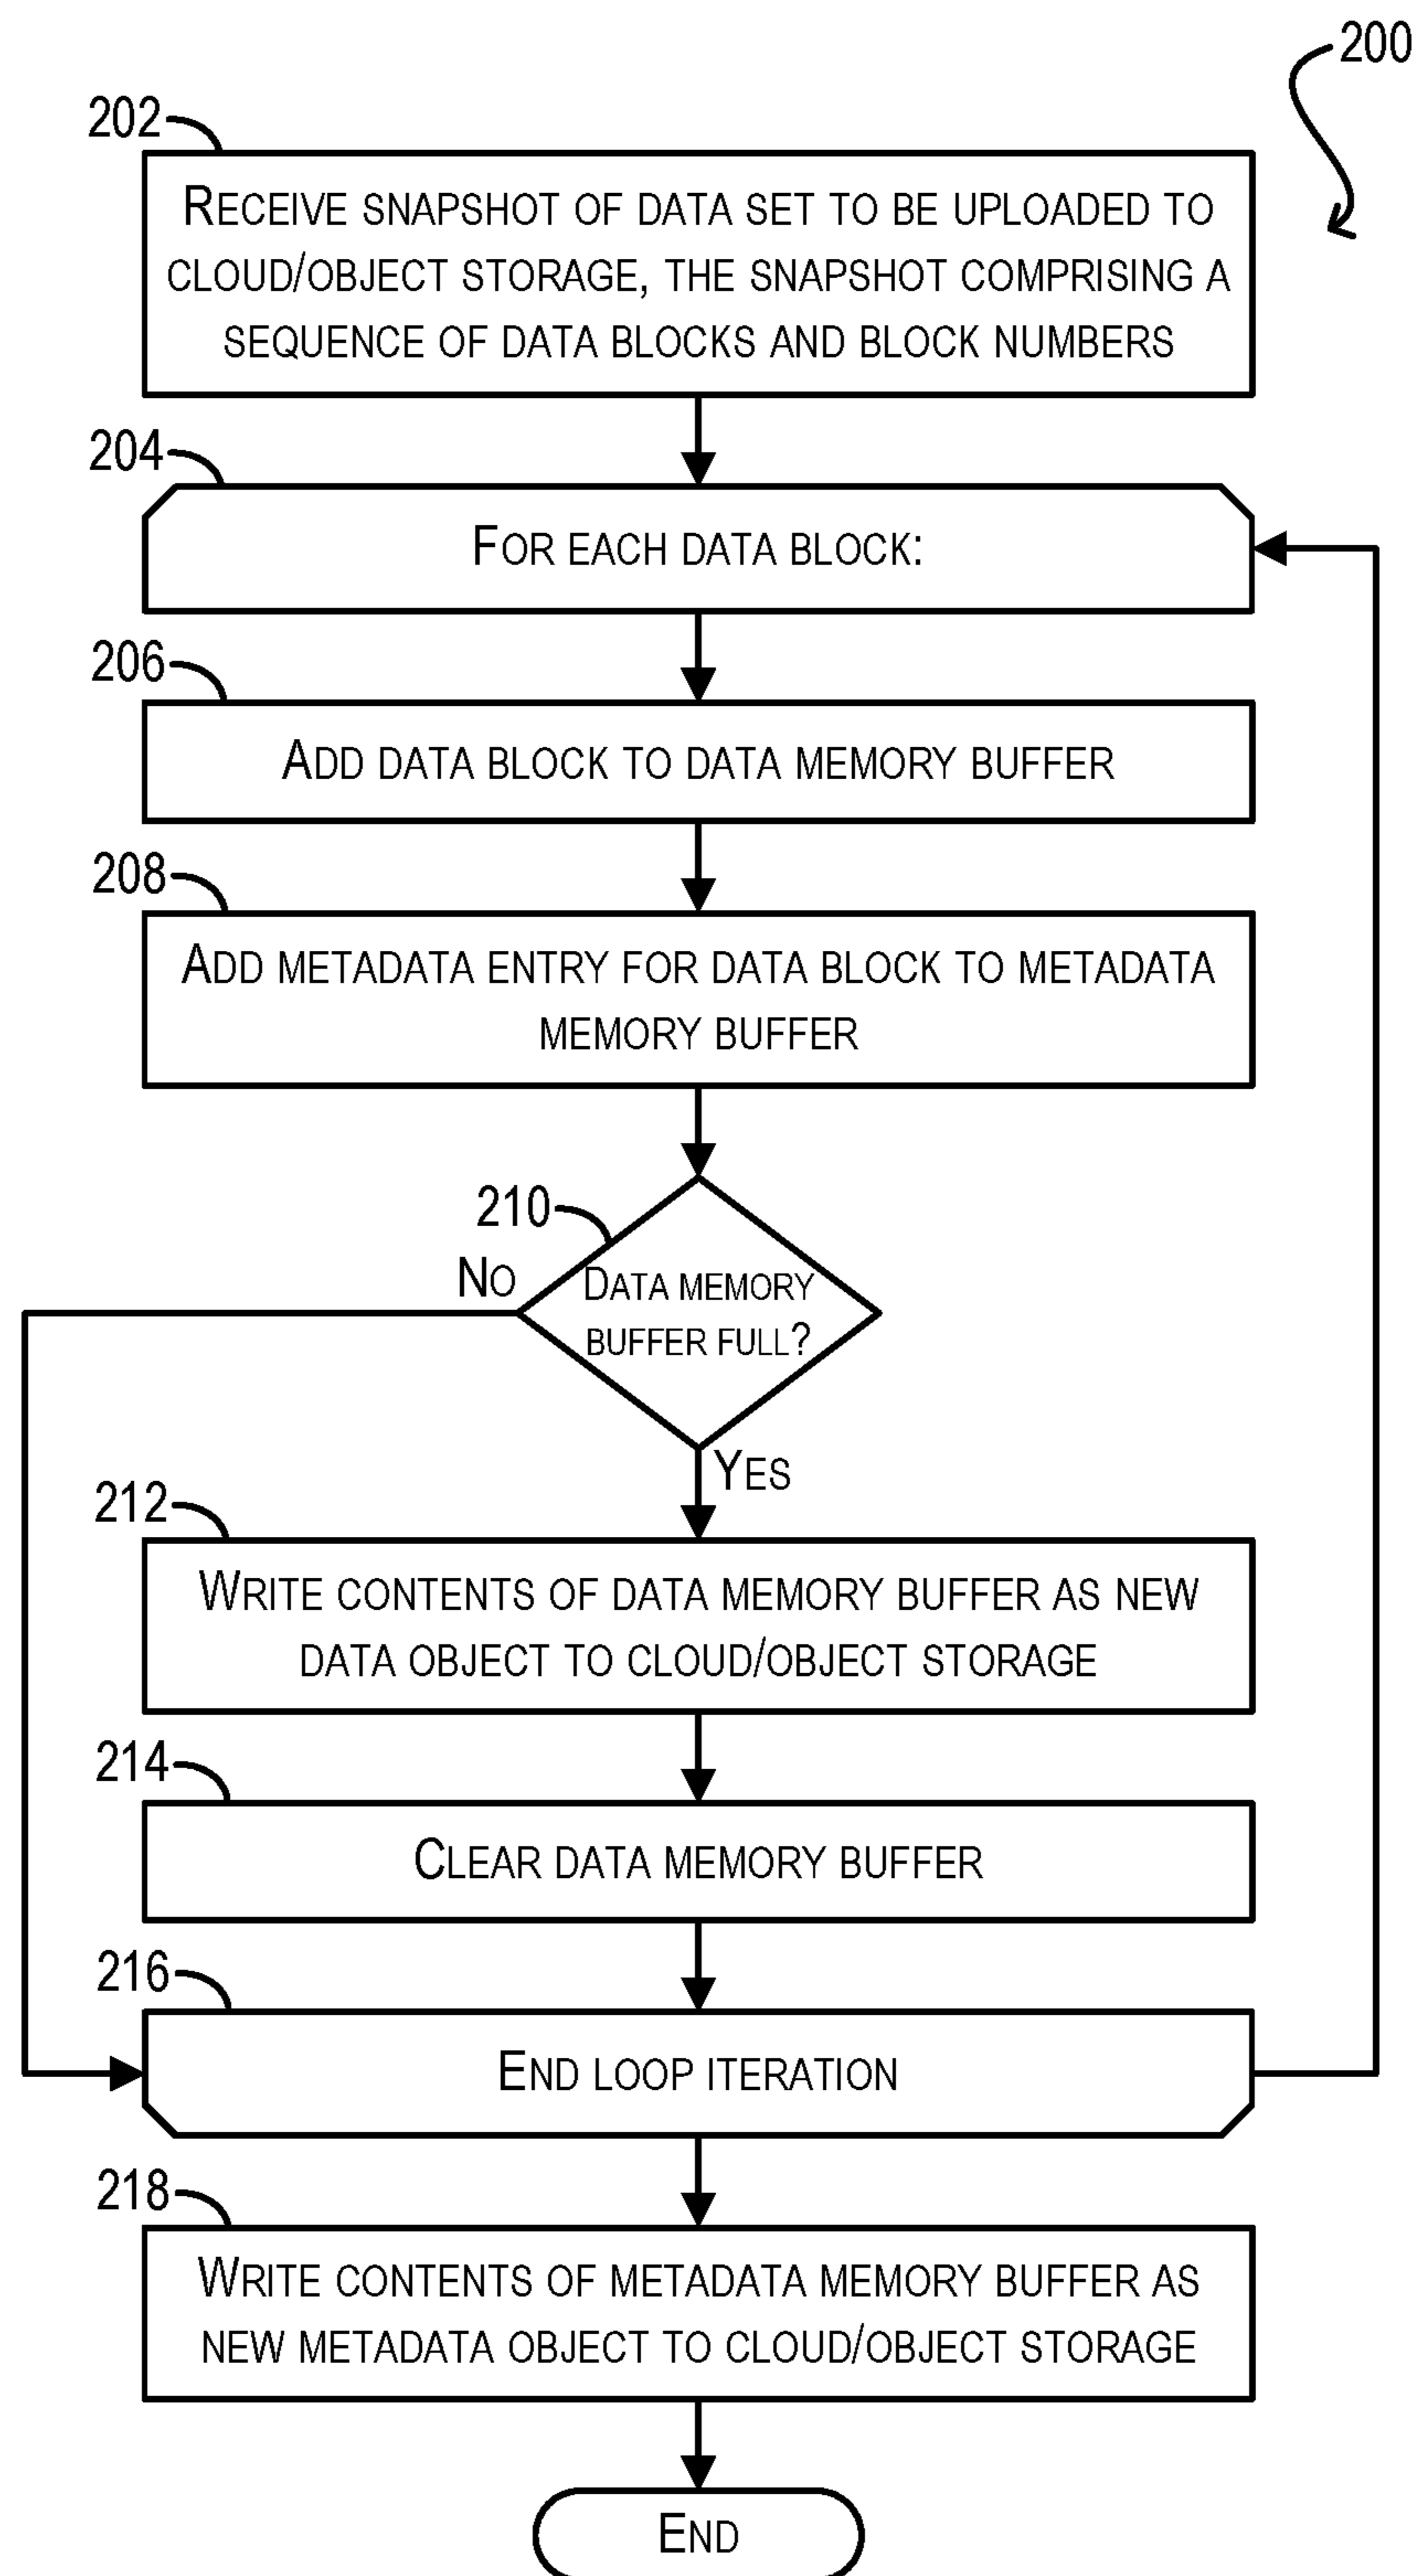 200
202
RECEIVE SNAPSHOT OF DATA SET TO BE UPLOADED TO
CLOUD/OBJECT STORAGE, THE SNAPSHOT COMPRISING A
SEQUENCE OF DATA BLOCKS AND BLOCK NUMBERS
204
FOR EACH DATA BLOCK:
206
ADD DATA BLOCK TO DATA MEMORY BUFFER
208
ADD METADATA ENTRY FOR DATA BLOCK TO METADATA
MEMORY BUFFER
210
NO
DATA MEMORY
BUFFER FULL?
YES
212
WRITE CONTENTS OF DATA MEMORY BUFFER AS NEW
DATA OBJECT TO CLOUD/OBJECT STORAGE
214
CLEAR DATA MEMORY BUFFER
216
END LOOP ITERATION
218
WRITE CONTENTS OF METADATA MEMORY BUFFER AS
NEW METADATA OBJECT TO CLOUD/OBJECT STORAGE
END